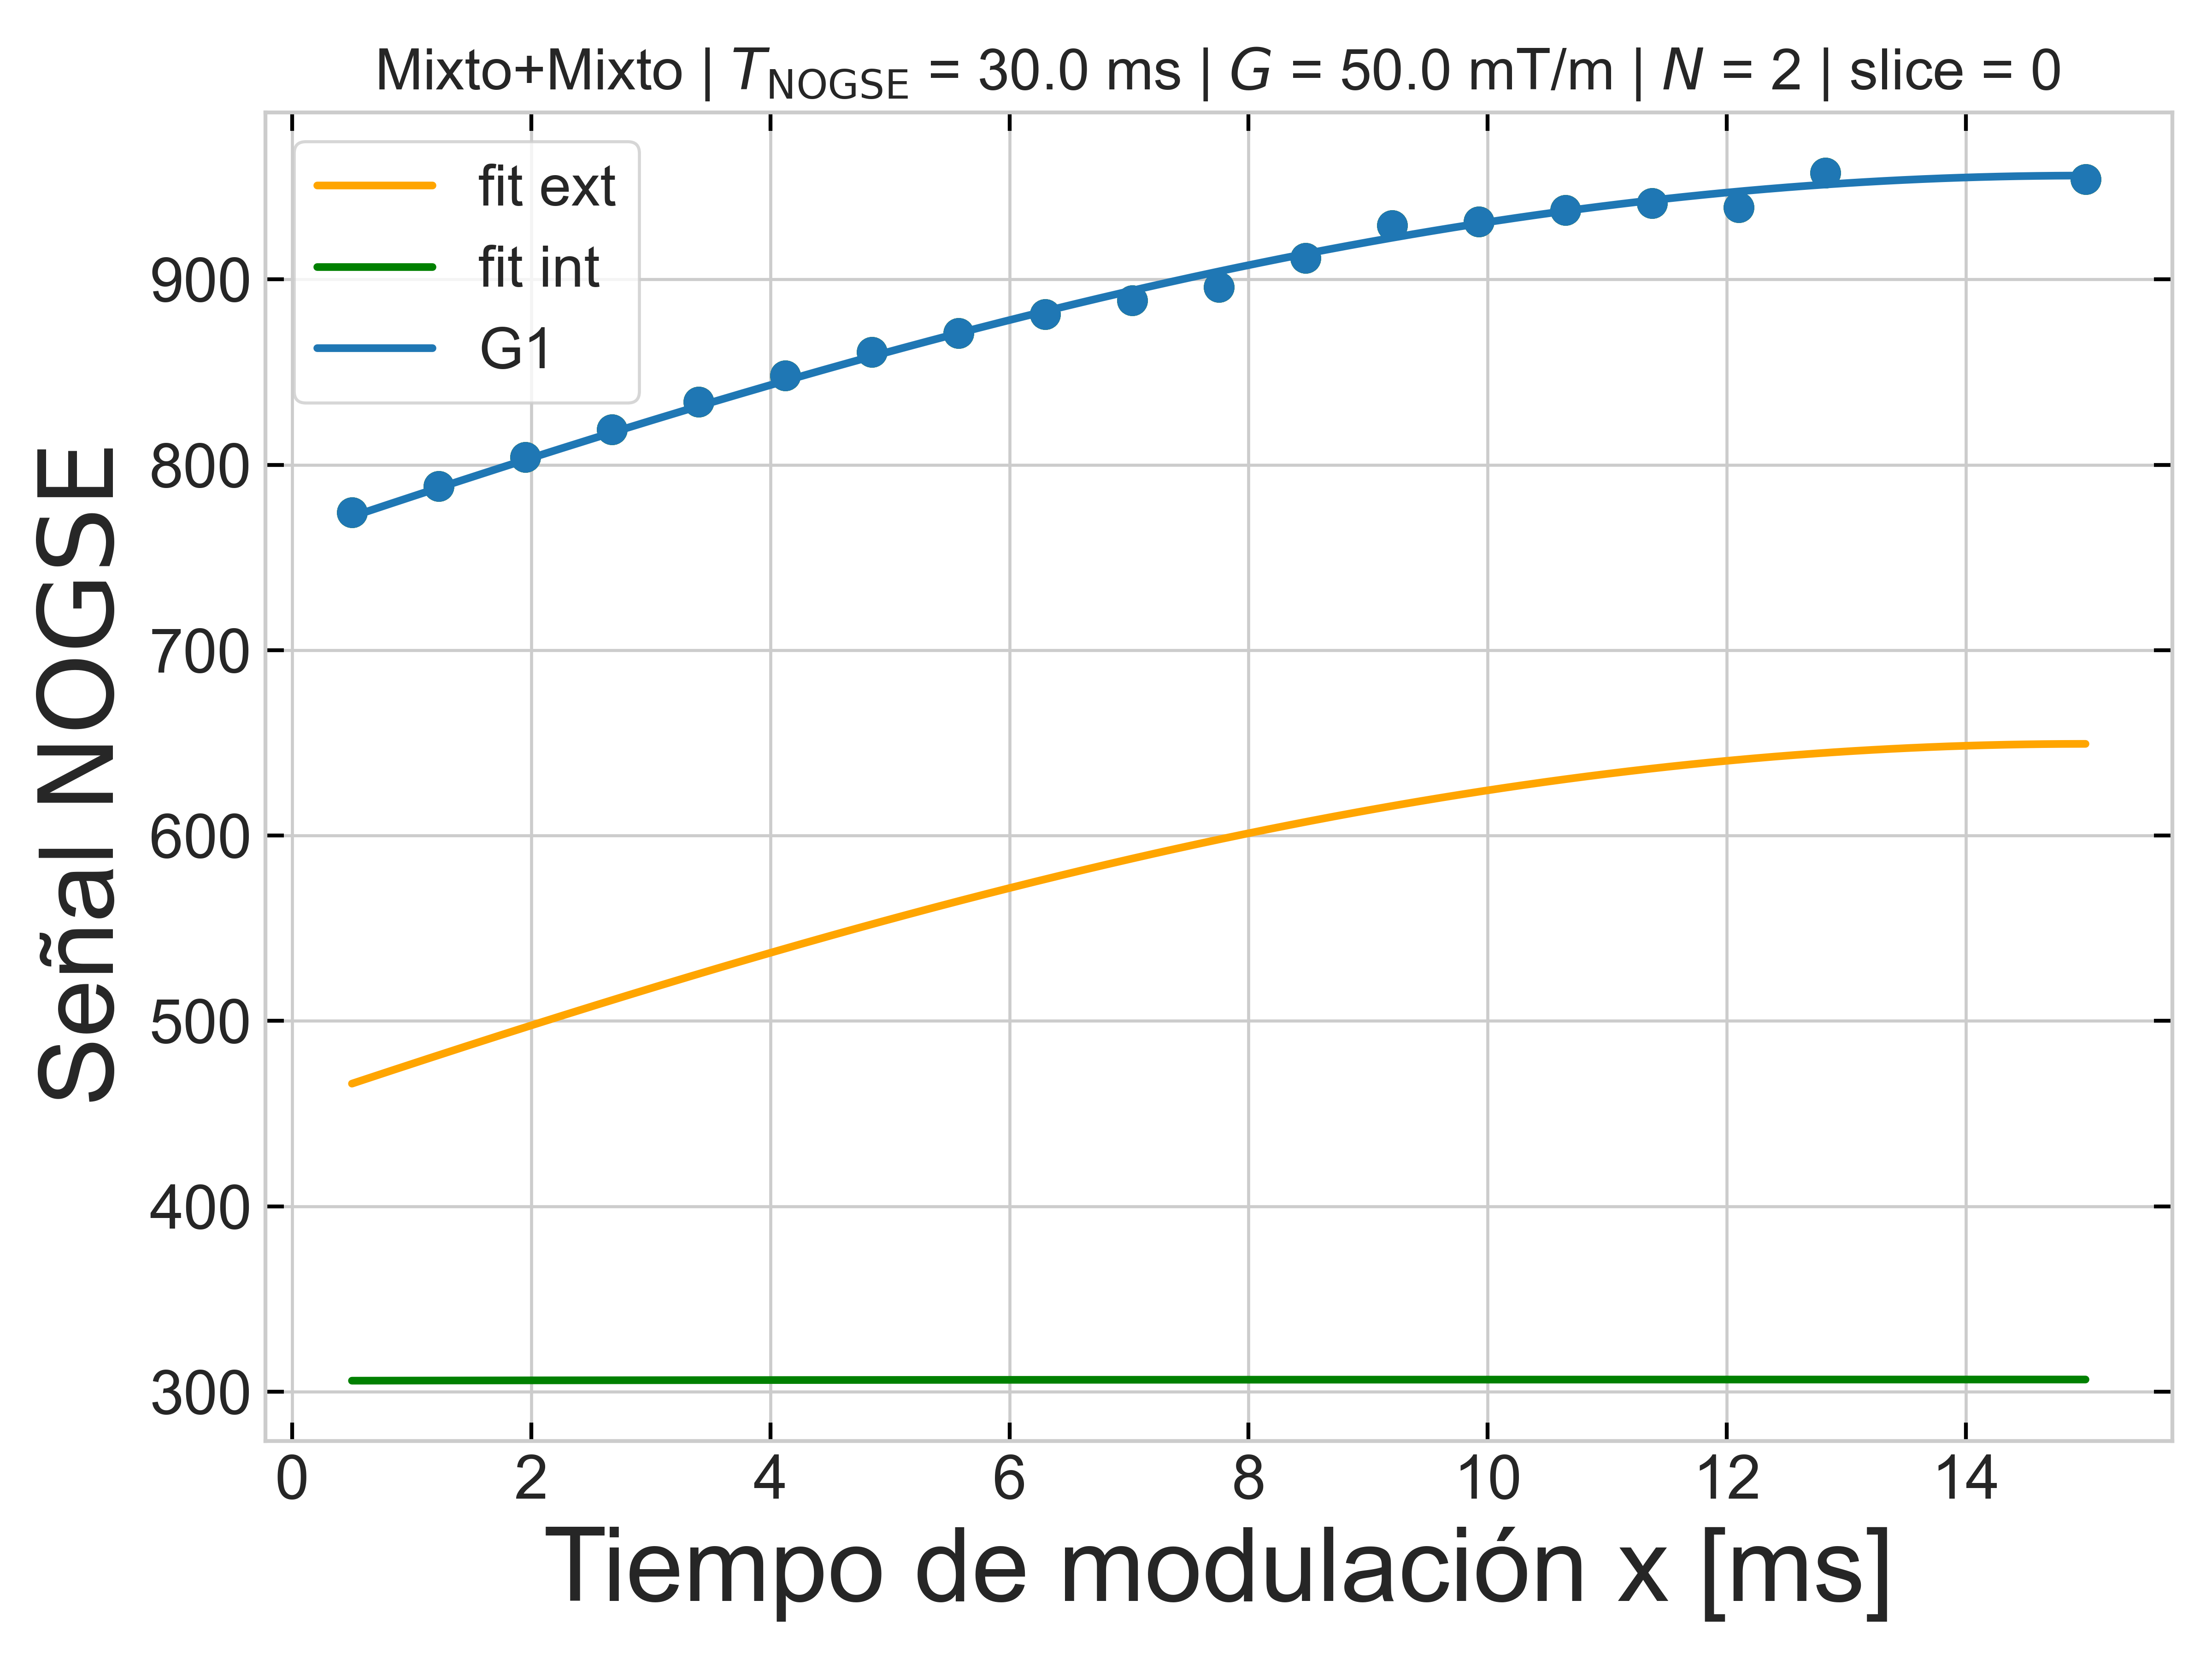 Mixto+Mixto | T_NOGSE = 30.0 ms | G = 50.0 mT/m | N = 2 | slice = 0
fit ext
fit int
G1
Señal NOGSE
900
800
700
600
500
400
300
0 2 4 6 8 10 12 14
Tiempo de modulación x [ms]